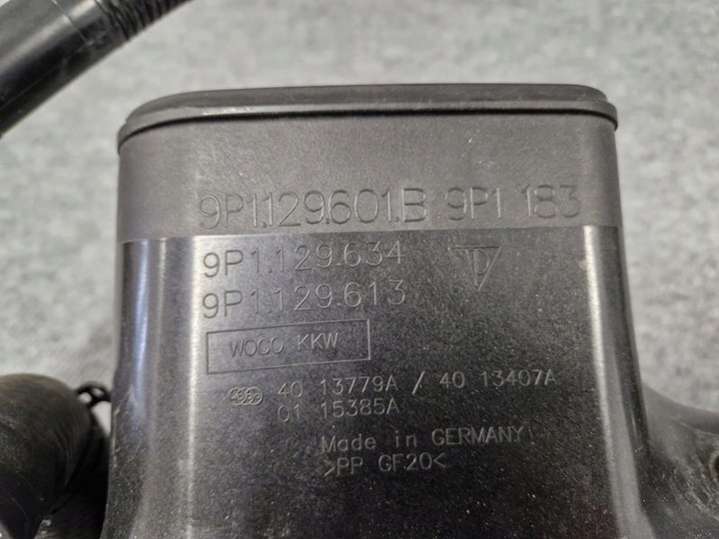 9P1.129.601.B 9P1 183
9P1.129.634
9P1.129.613
WOCO KKW
40 13779A / 40 13407A
01 15385A
Made in GERMANY
>PP GF20<